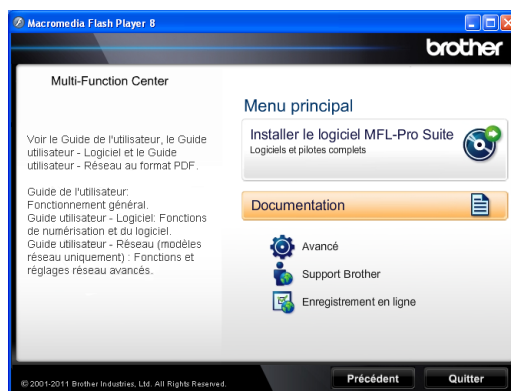 Macromedia Flash Player 8
brother
Multi-Function Center
Menu principal
Installer le logiciel MFL-Pro Suite
Logiciels et pilotes complets
Voir le Guide de l'utilisateur, le Guide
utilisateur - Logiciel et le Guide
utilisateur - Réseau au format PDF.
Guide de l'utilisateur:
Fonctionnement général.
Guide utilisateur - Logiciel: Fonctions
de numérisation et du logiciel.
Guide utilisateur - Réseau (modèles
réseau uniquement) : Fonctions et
réglages réseau avancés.
Documentation
Avancé
Support Brother
Enregistrement en ligne
© 2001-2011 Brother Industries, Ltd. All Rights Reserved.
Précédent
Quitter